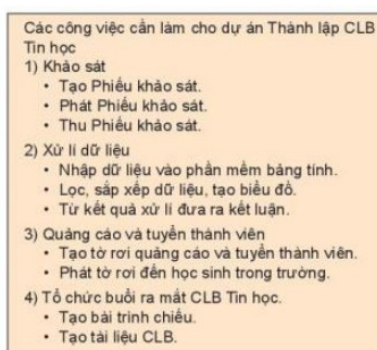 Các công việc cần làm cho dự án Thành lập CLB
Tin học
1) Khảo sát
• Tạo Phiếu khảo sát.
• Phát Phiếu khảo sát.
• Thu Phiếu khảo sát.
2) Xử lí dữ liệu
• Nhập dữ liệu vào phần mềm bảng tính.
• Lọc, sắp xếp dữ liệu, tạo biểu đồ.
• Từ kết quả xử lí đưa ra kết luận.
3) Quảng cáo và tuyển thành viên
• Tạo tờ rơi quảng cáo và tuyển thành viên.
• Phát tờ rơi đến học sinh trong trường.
4) Tổ chức buổi ra mắt CLB Tin học.
• Tạo bài trình chiếu.
• Tạo tài liệu CLB.